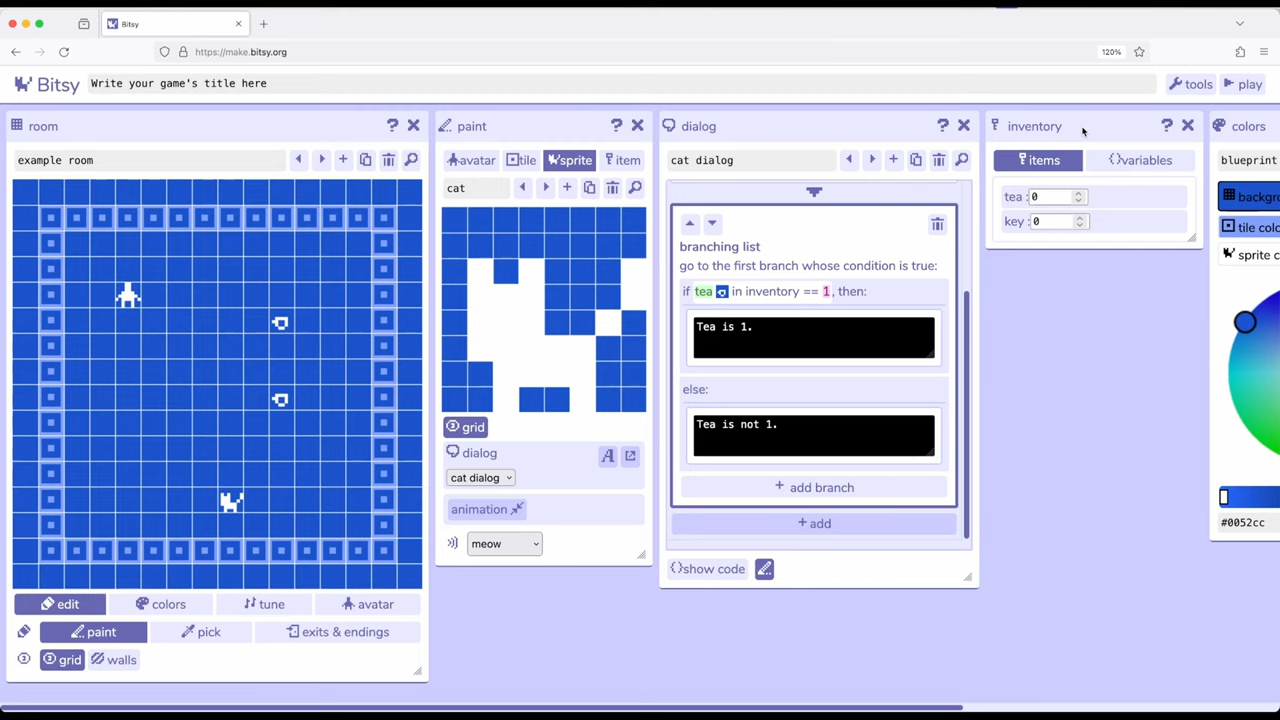 Bitsy
https://make.bitsy.org
120%
Bitsy
Write your game's title here
tools
play
room
example room
edit
colors
tune
avatar
paint
pick
exits & endings
grid
walls
paint
avatar
tile
sprite
item
cat
grid
dialog
A
cat dialog
animation
meow
dialog
cat dialog
branching list
go to the first branch whose condition is true:
if tea in inventory == 1, then:
Tea is 1.
else:
Tea is not 1.
+ add branch
+ add
{}show code
inventory
items
{}variables
tea : 0
key : 0
colors
blueprint
backgro
tile colo
sprite c
#0052cc